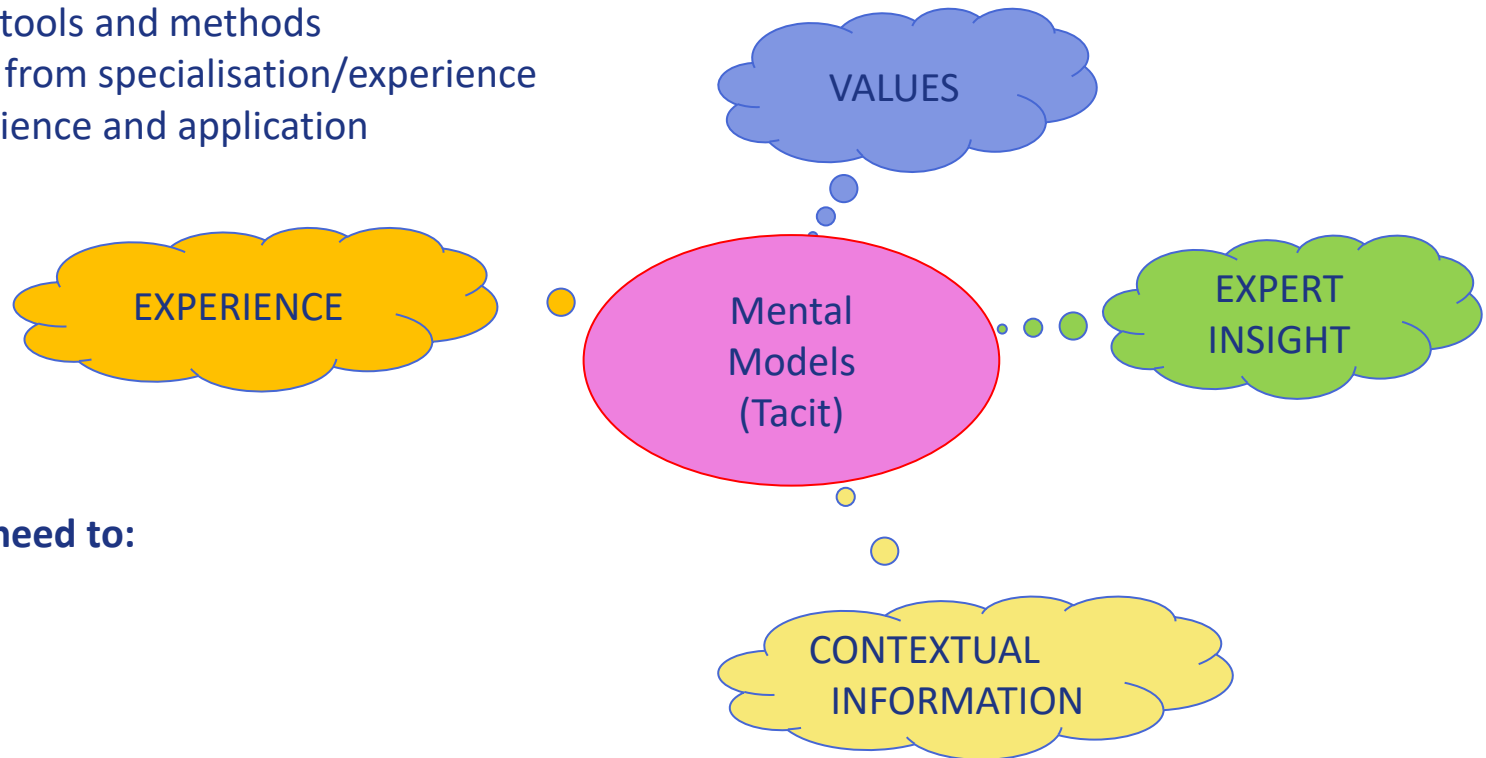 tools and methods
from specialisation/experience
ience and application
VALUES
EXPERIENCE
Mental
Models
(Tacit)
EXPERT
INSIGHT
need to:
CONTEXTUAL
INFORMATION